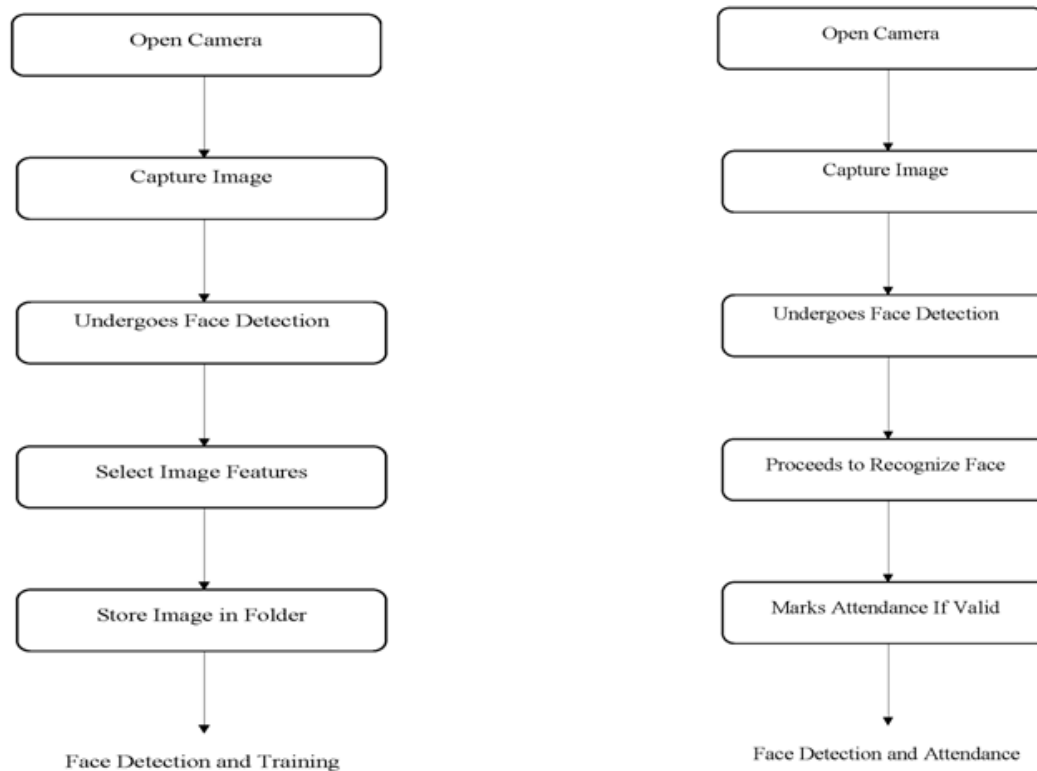 Open Camera
Capture Image
Undergoes Face Detection
Select Image Features
Store Image in Folder
Face Detection and Training
Open Camera
Capture Image
Undergoes Face Detection
Proceeds to Recognize Face
Marks Attendance If Valid
Face Detection and Attendance